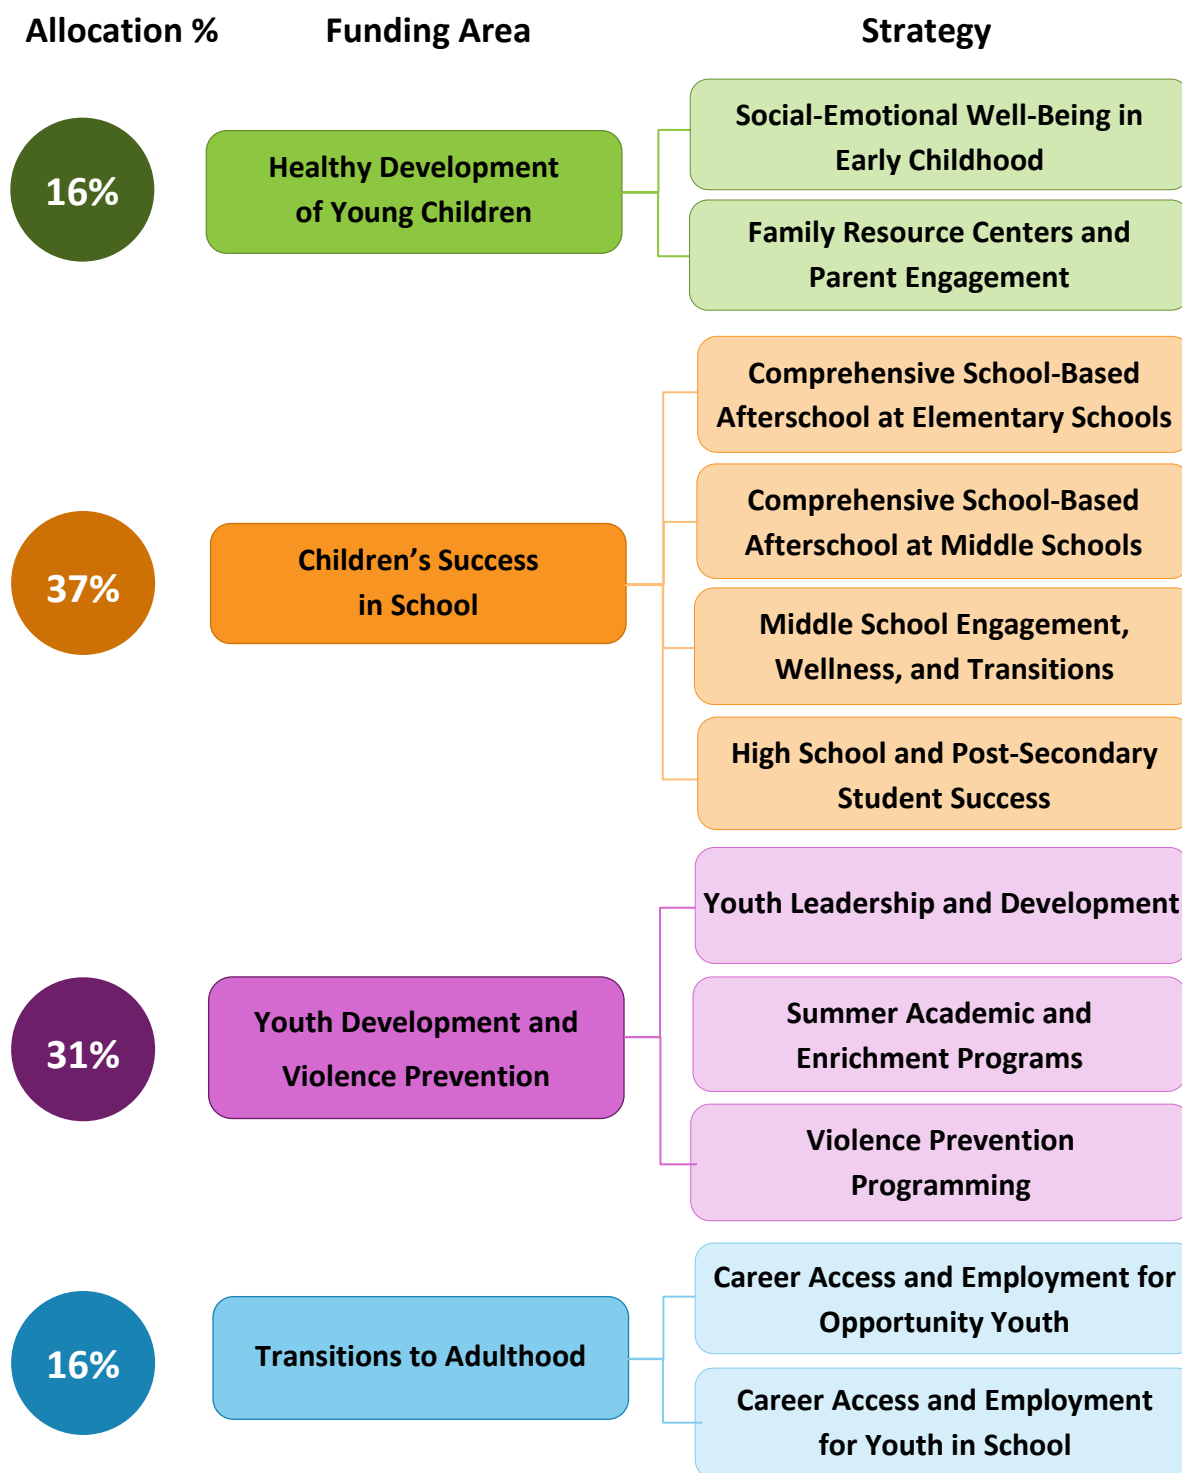 Allocation %
Funding Area
Strategy
16%
Healthy Development
of Young Children
Social-Emotional Well-Being in
Early Childhood
Family Resource Centers and
Parent Engagement
37%
Children’s Success
in School
Comprehensive School-Based
Afterschool at Elementary Schools
Comprehensive School-Based
Afterschool at Middle Schools
Middle School Engagement,
Wellness, and Transitions
High School and Post-Secondary
Student Success
31%
Youth Development and
Violence Prevention
Youth Leadership and Development
Summer Academic and
Enrichment Programs
Violence Prevention
Programming
16%
Transitions to Adulthood
Career Access and Employment for
Opportunity Youth
Career Access and Employment
for Youth in School